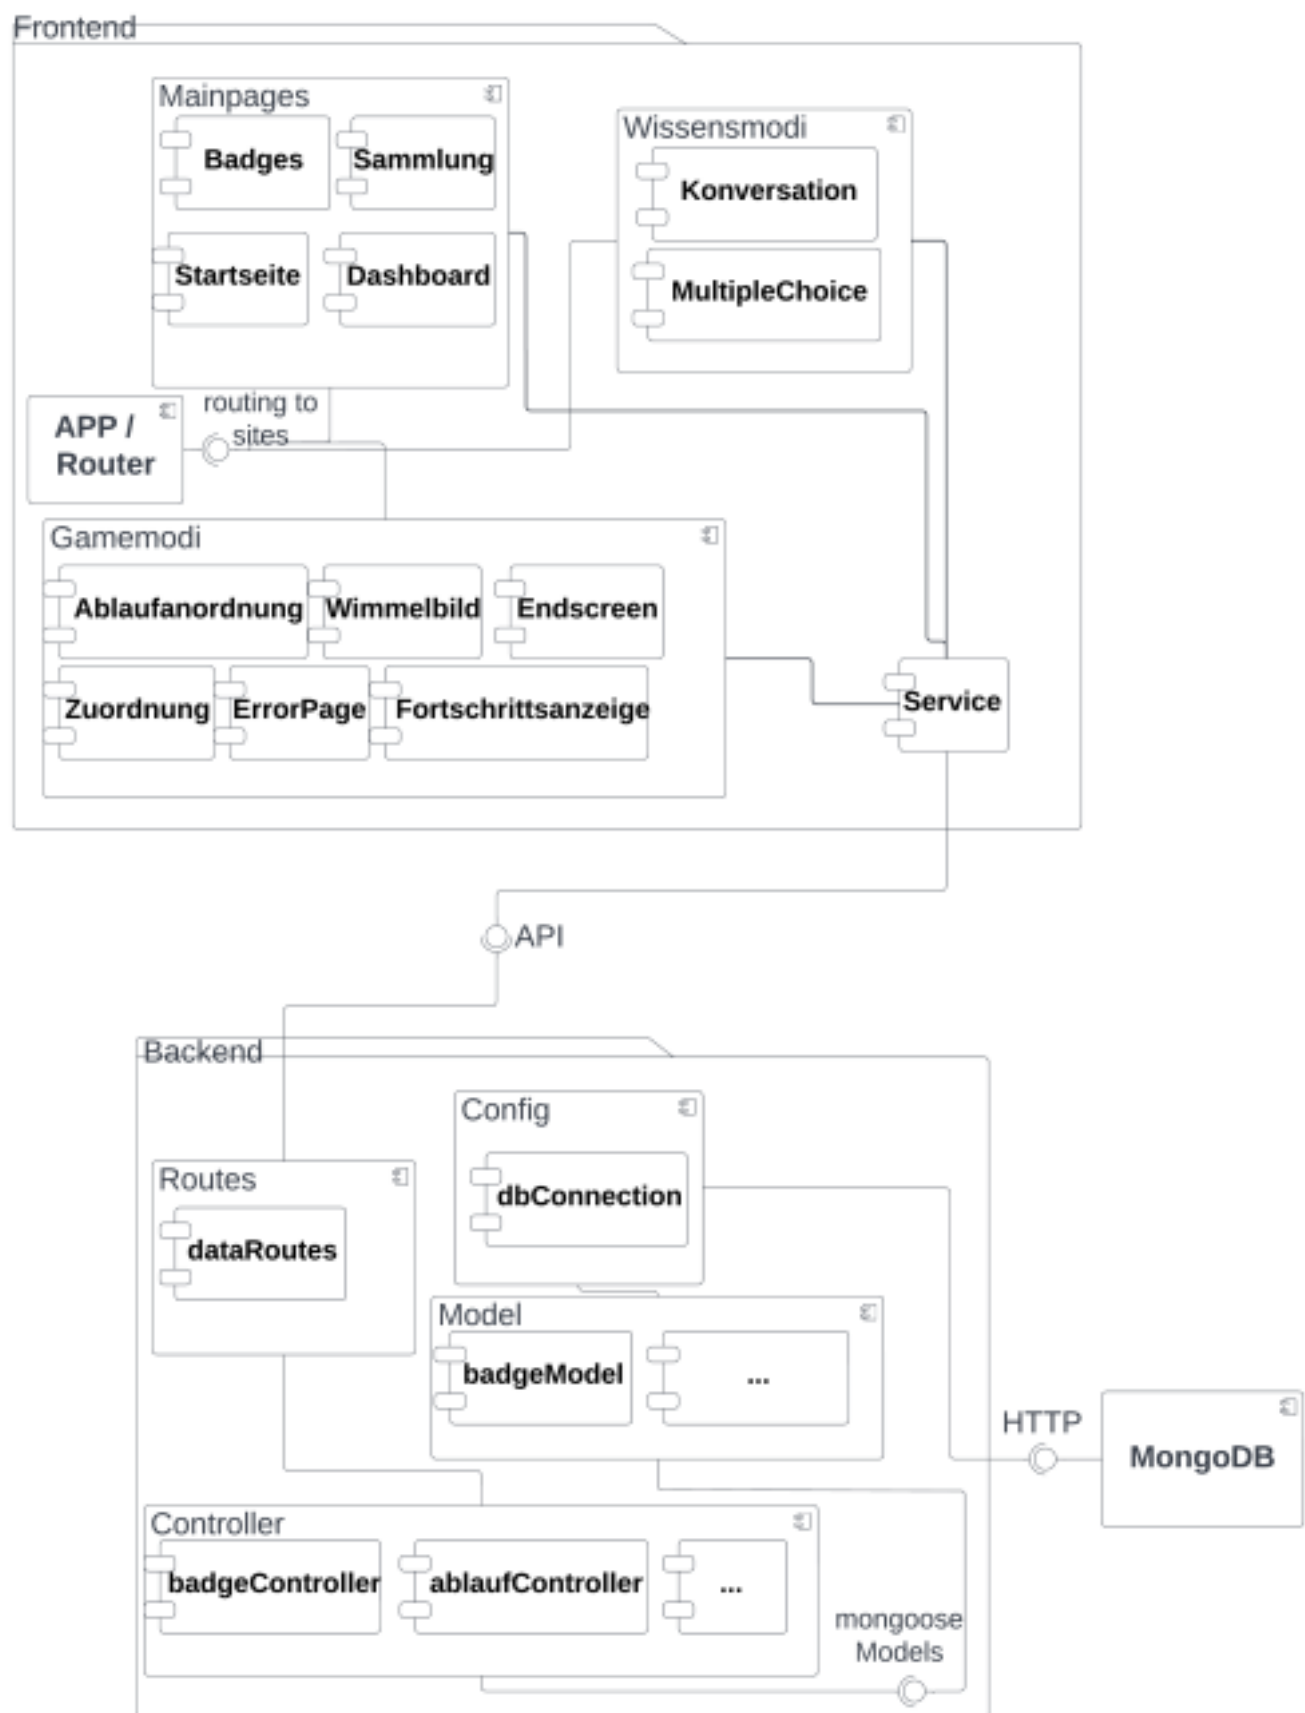 Frontend
Mainpages
Badges
Sammlung
Startseite
Dashboard
Wissensmodi
Konversation
MultipleChoice
APP /
Router
routing to
sites
Gamemodi
Ablaufanordnung
Wimmelbild
Endscreen
Zuordnung
ErrorPage
Fortschrittsanzeige
Service
API
Backend
Config
dbConnection
Routes
dataRoutes
Model
badgeModel
...
HTTP
MongoDB
Controller
badgeController
ablaufController
...
mongoose
Models